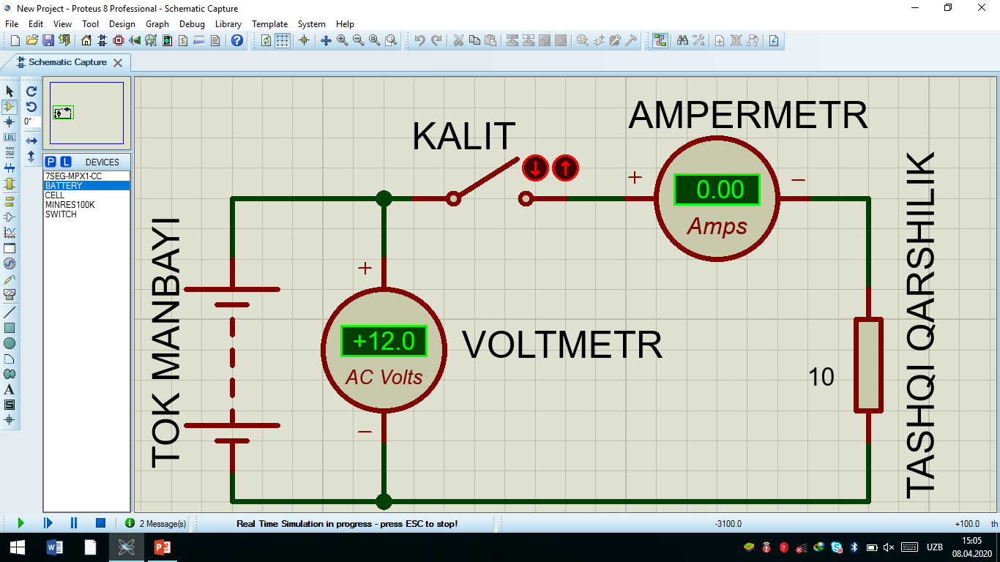 New Project - Proteus 8 Professional - Schematic Capture
File Edit View Tool Design Graph Debug Library Template System Help
Schematic Capture
0°
LBL
P L DEVICES
7SEG-MPX1-CC
BATTERY
CELL
MINRES100K
SWITCH
A
S
AMPERMETR
KALIT
+ 0.00 −
Amps
TOK MANBAYI
+
+12.0
AC Volts
−
VOLTMETR
10
TASHQI QARSHILIK
2 Message(s) Real Time Simulation in progress - press ESC to stop! -3100.0 +100.0 th
UZB 15:05
08.04.2020